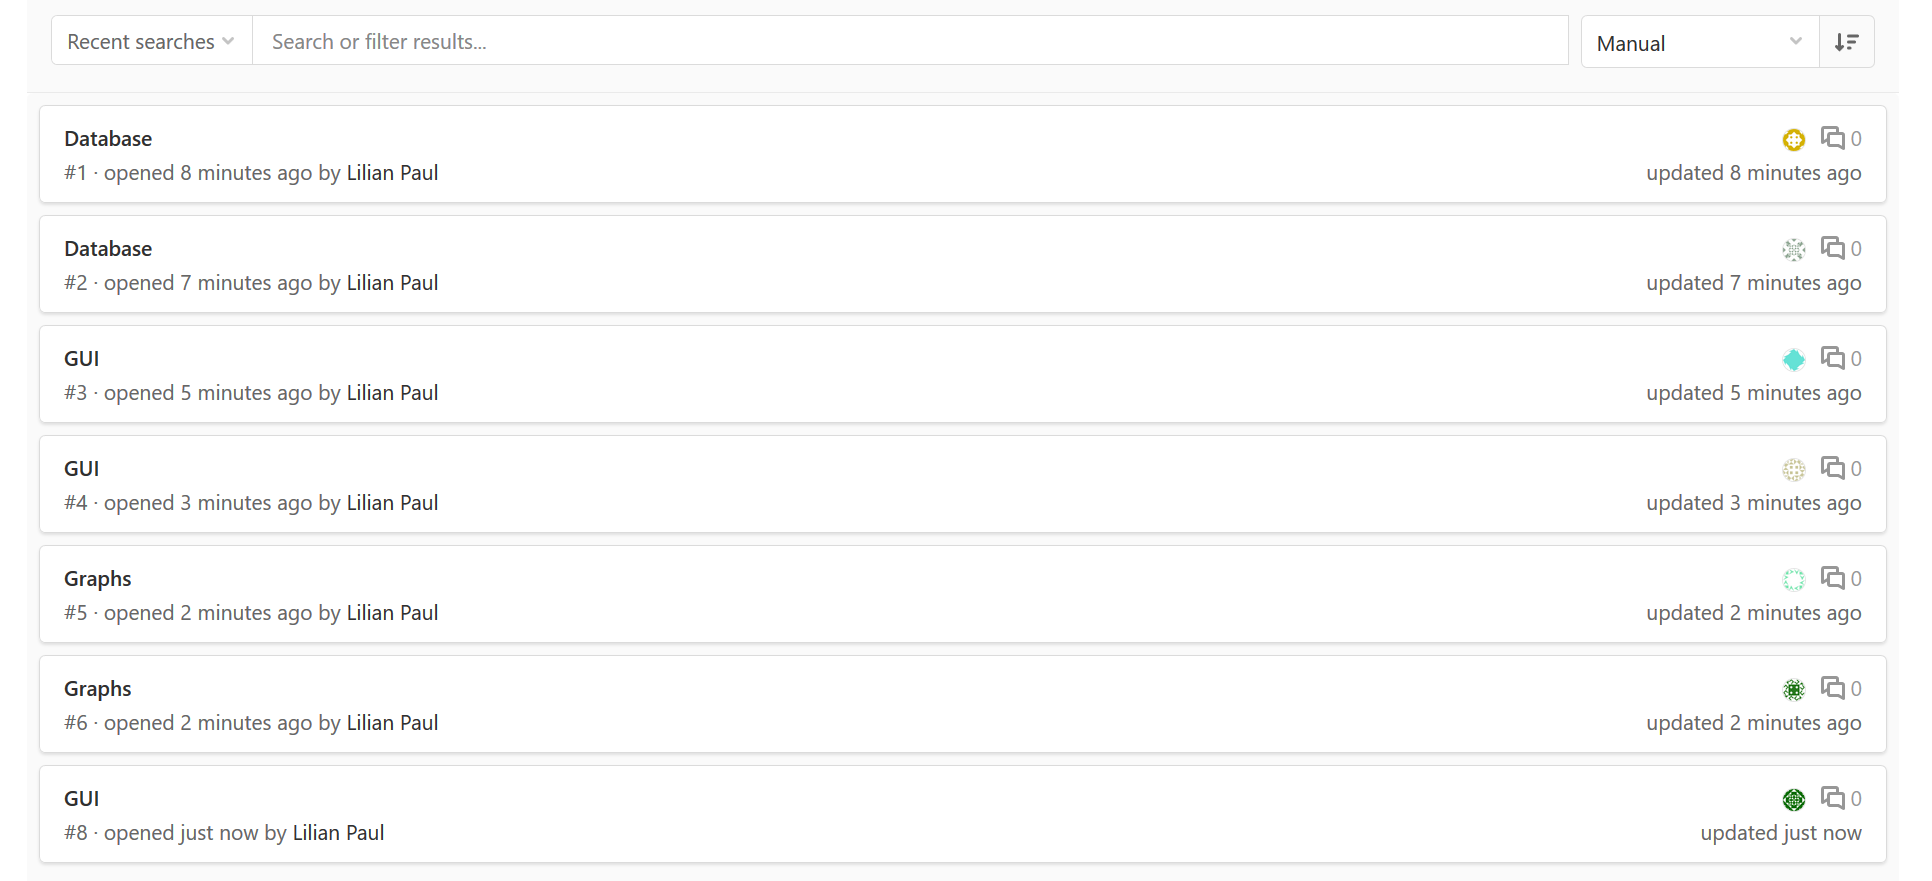 Recent searches
Search or filter results...
Manual
Database
0
#1 · opened 8 minutes ago by Lilian Paul
updated 8 minutes ago
Database
0
#2 · opened 7 minutes ago by Lilian Paul
updated 7 minutes ago
GUI
0
#3 · opened 5 minutes ago by Lilian Paul
updated 5 minutes ago
GUI
0
#4 · opened 3 minutes ago by Lilian Paul
updated 3 minutes ago
Graphs
0
#5 · opened 2 minutes ago by Lilian Paul
updated 2 minutes ago
Graphs
0
#6 · opened 2 minutes ago by Lilian Paul
updated 2 minutes ago
GUI
0
#8 · opened just now by Lilian Paul
updated just now